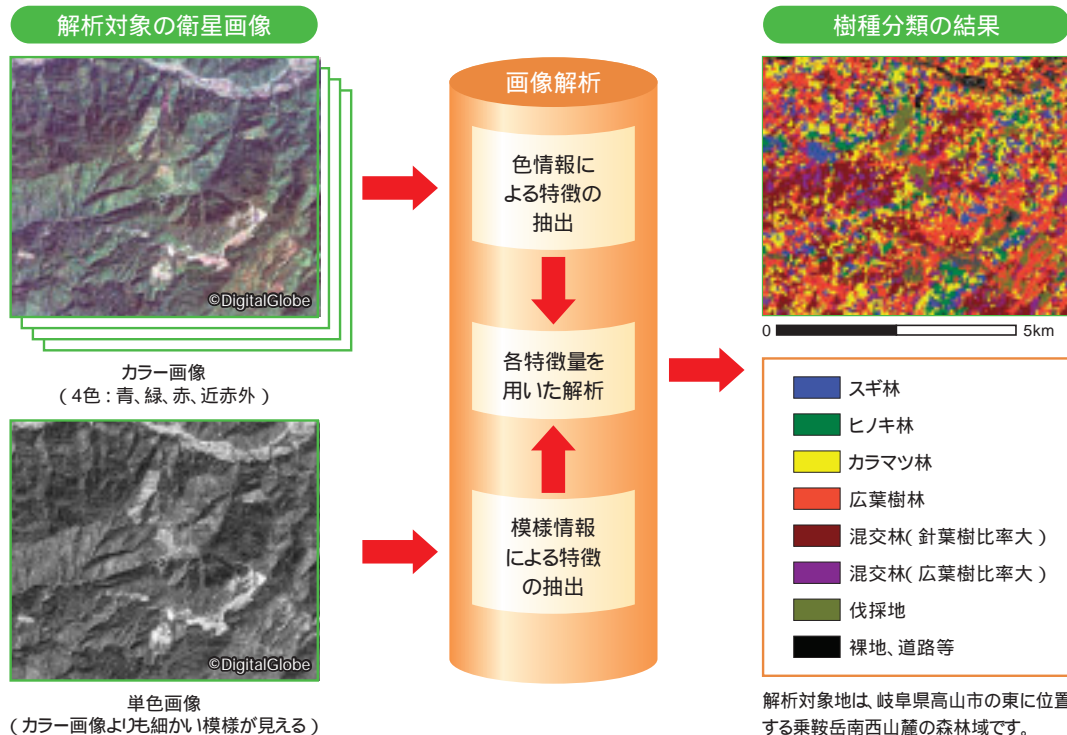 解析対象の衛星画像
©DigitalGlobe
カラー画像
（4色：青、緑、赤、近赤外）
©DigitalGlobe
単色画像
（カラー画像よりも細かい模様が見える）
画像解析
色情報に
よる特徴の
抽出
各特徴量を
用いた解析
模様情報
による特徴
の抽出
樹種分類の結果
0 5km
スギ林
ヒノキ林
カラマツ林
広葉樹林
混交林（針葉樹比率大）
混交林（広葉樹比率大）
伐採地
裸地、道路等
解析対象地は、岐阜県高山市の東に位置
する乗鞍岳南西山麓の森林域です。